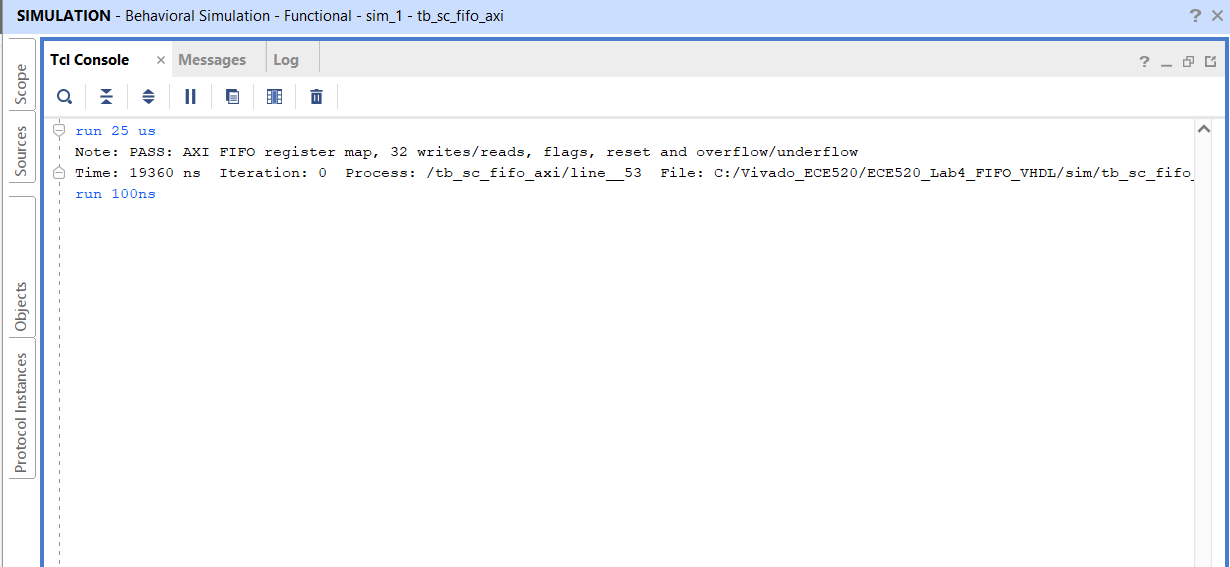 SIMULATION - Behavioral Simulation - Functional - sim_1 - tb_sc_fifo_axi
Tcl Console
Messages
Log
Scope
Sources
Objects
Protocol Instances
run 25 us
Note: PASS: AXI FIFO register map, 32 writes/reads, flags, reset and overflow/underflow
Time: 19360 ns  Iteration: 0  Process: /tb_sc_fifo_axi/line__53  File: C:/Vivado_ECE520/ECE520_Lab4_FIFO_VHDL/sim/tb_sc_fifo_
run 100ns